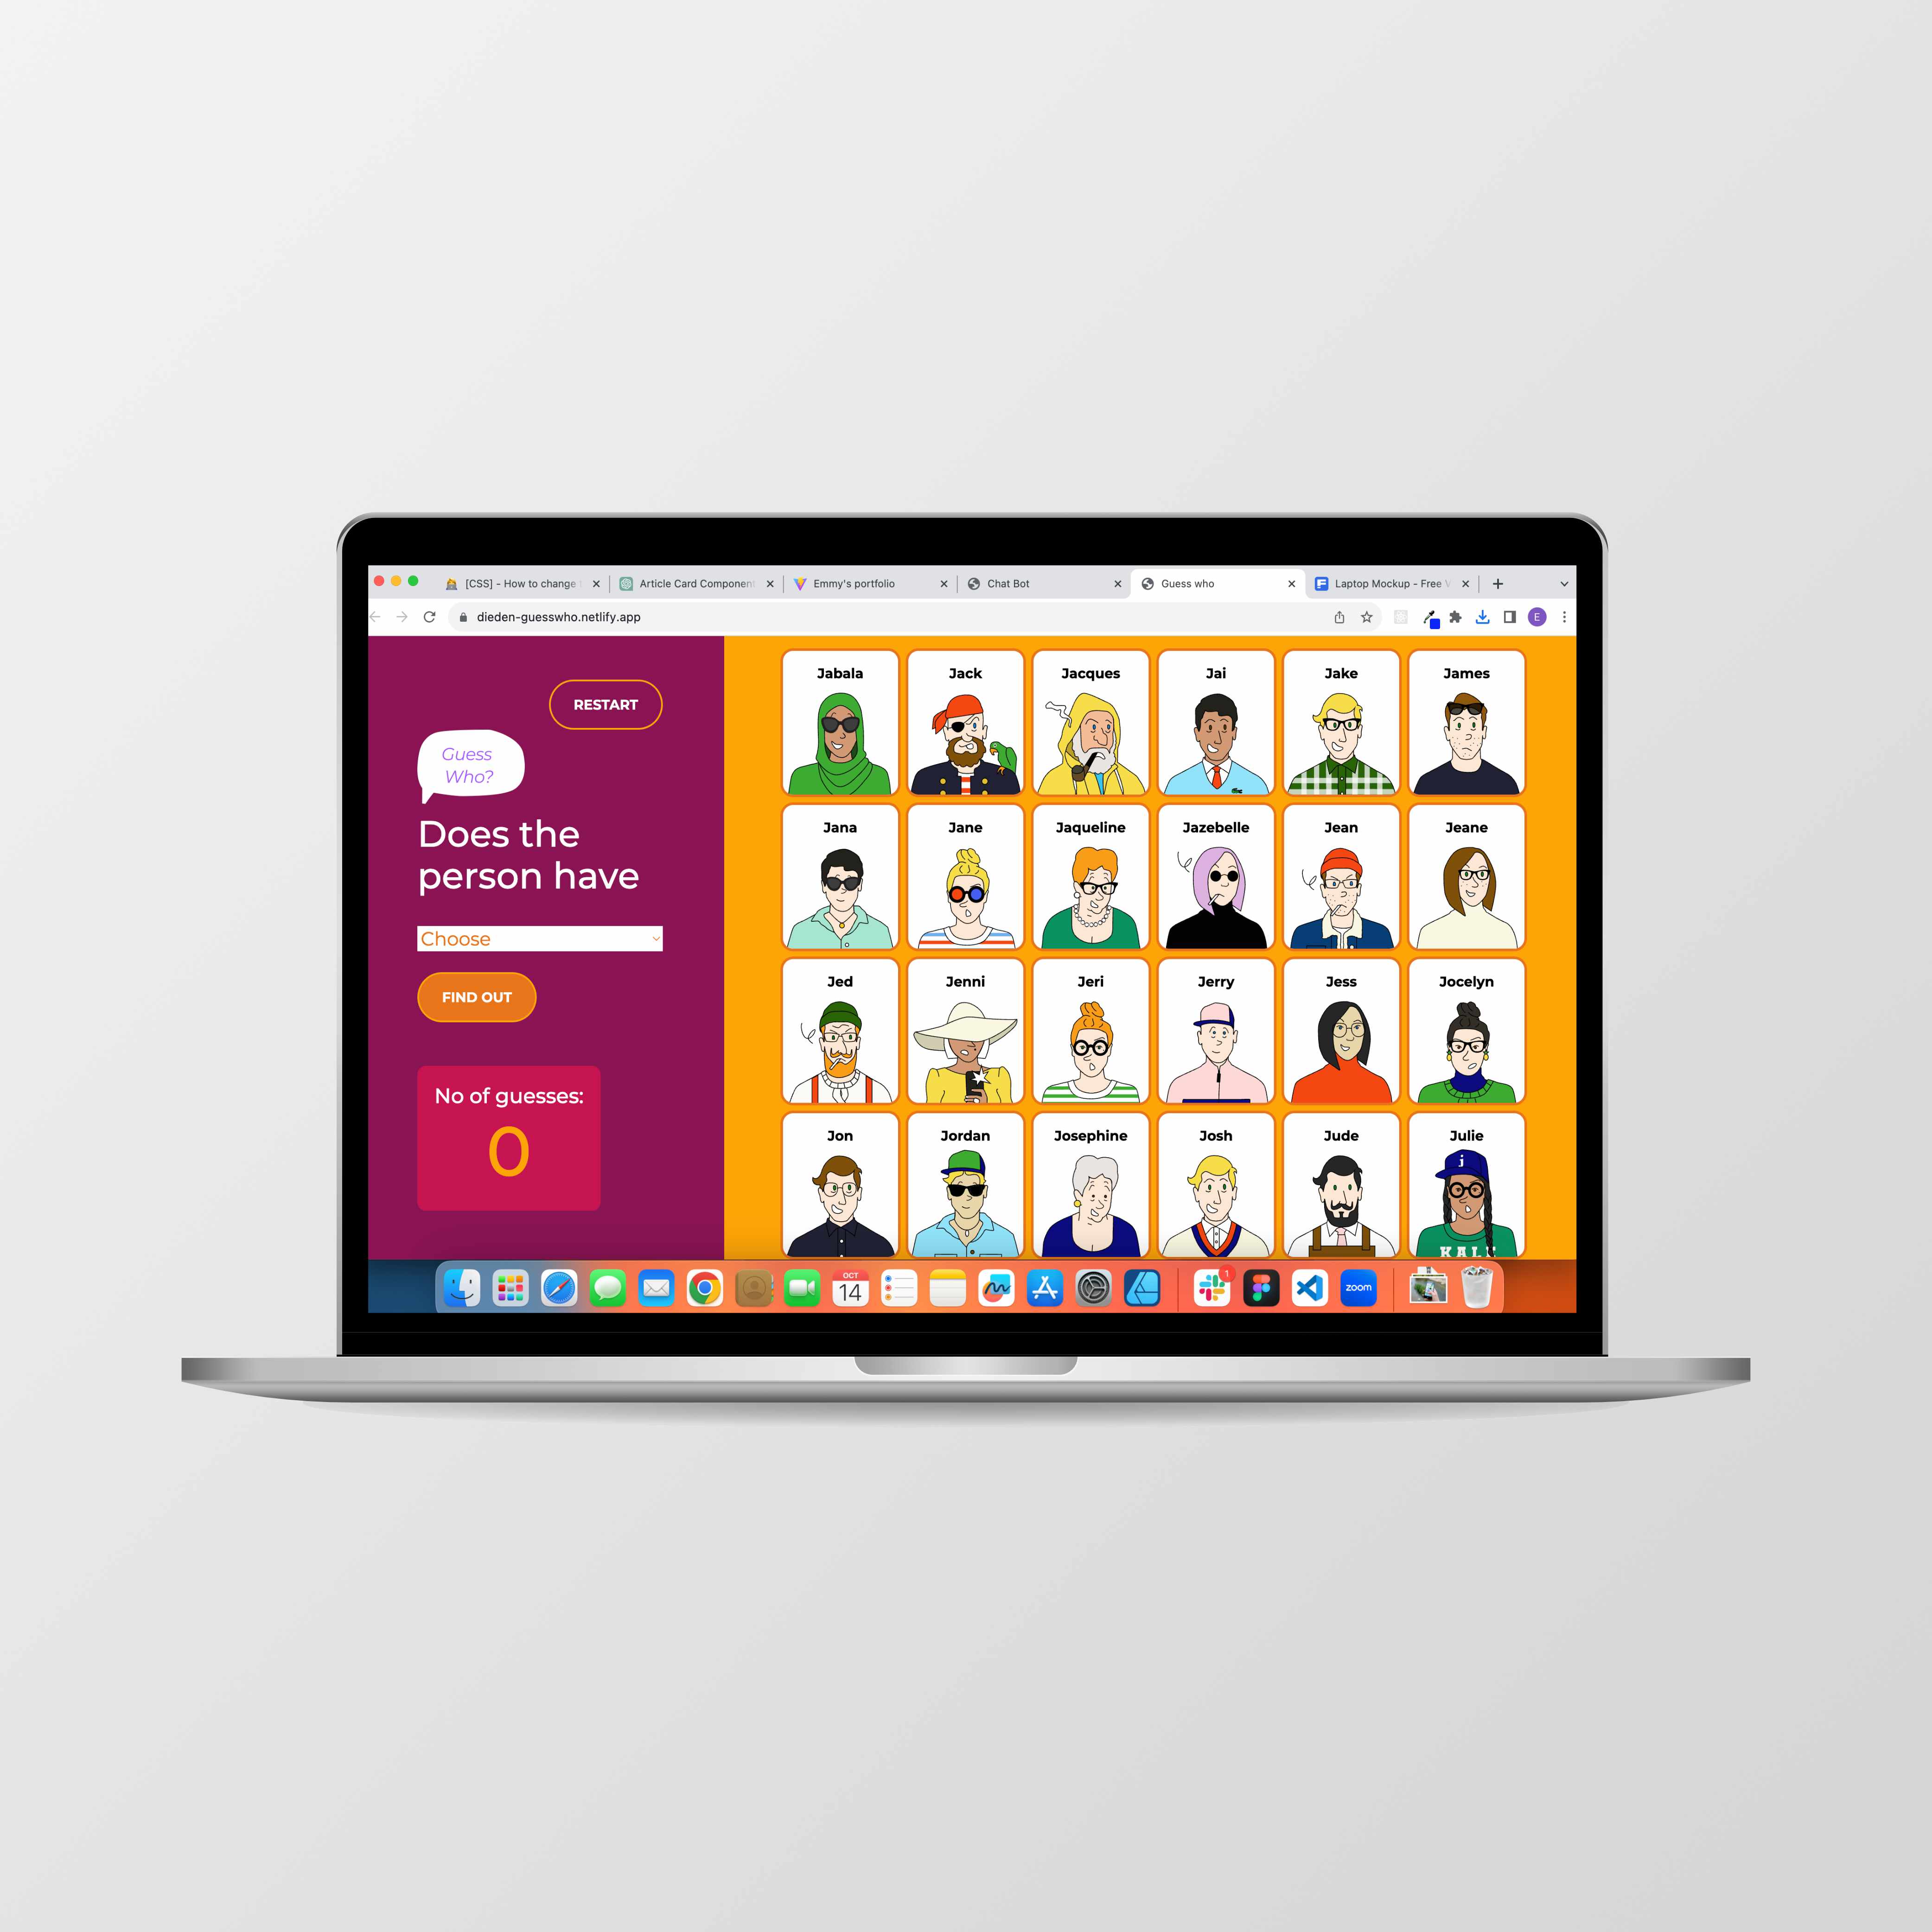 [CSS] - How to change
Article Card Component
Emmy's portfolio
Chat Bot
Guess who
Laptop Mockup - Free V
dieden-guesswho.netlify.app
E
RESTART
Guess
Who?
Does the
person have
Choose
FIND OUT
No of guesses:
0
Jabala
Jack
Jacques
Jai
Jake
James
Jana
Jane
Jaqueline
Jazebelle
Jean
Jeane
Jed
Jenni
Jeri
Jerry
Jess
Jocelyn
Jon
Jordan
Josephine
Josh
Jude
Julie
j
OCT
14
1
zoom